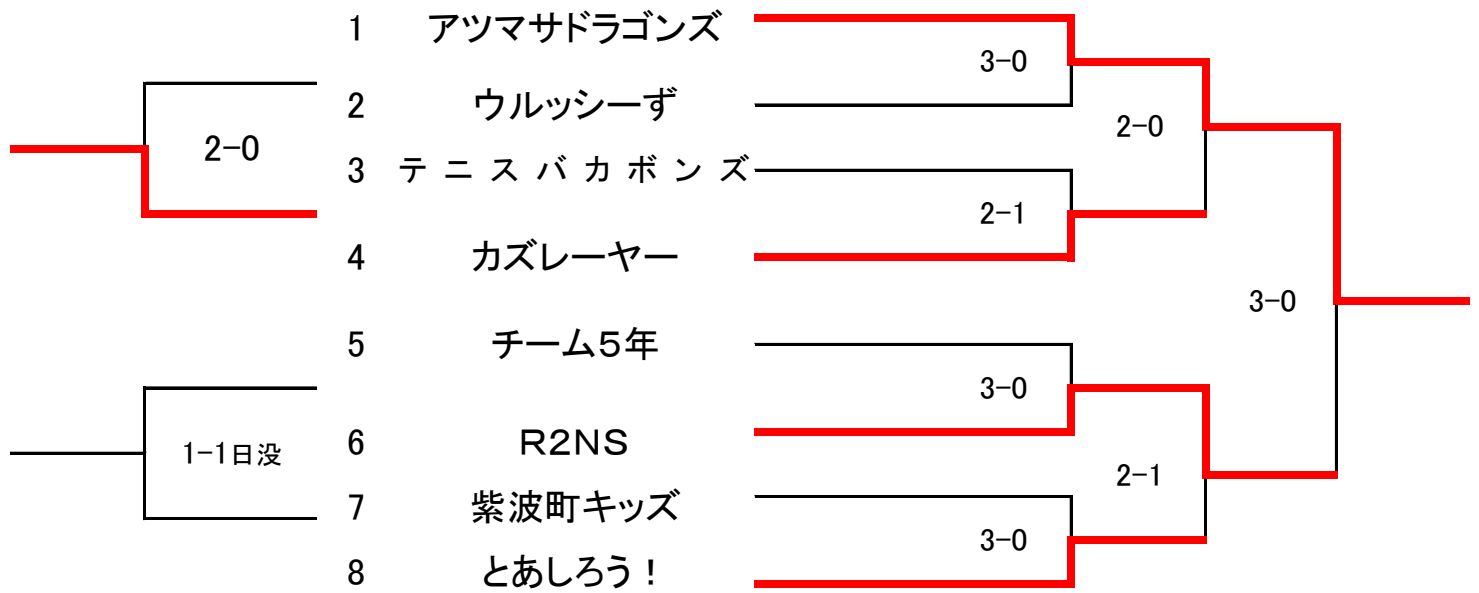 1 アツマサドラゴンズ
3-0
2 ウルッシーず
2-0
2-0
3 テニスバカボンズ
2-1
4 カズレーヤー
3-0
5 チーム5年
3-0
6 R2NS
1-1日没
2-1
7 紫波町キッズ
3-0
8 とあしろう!